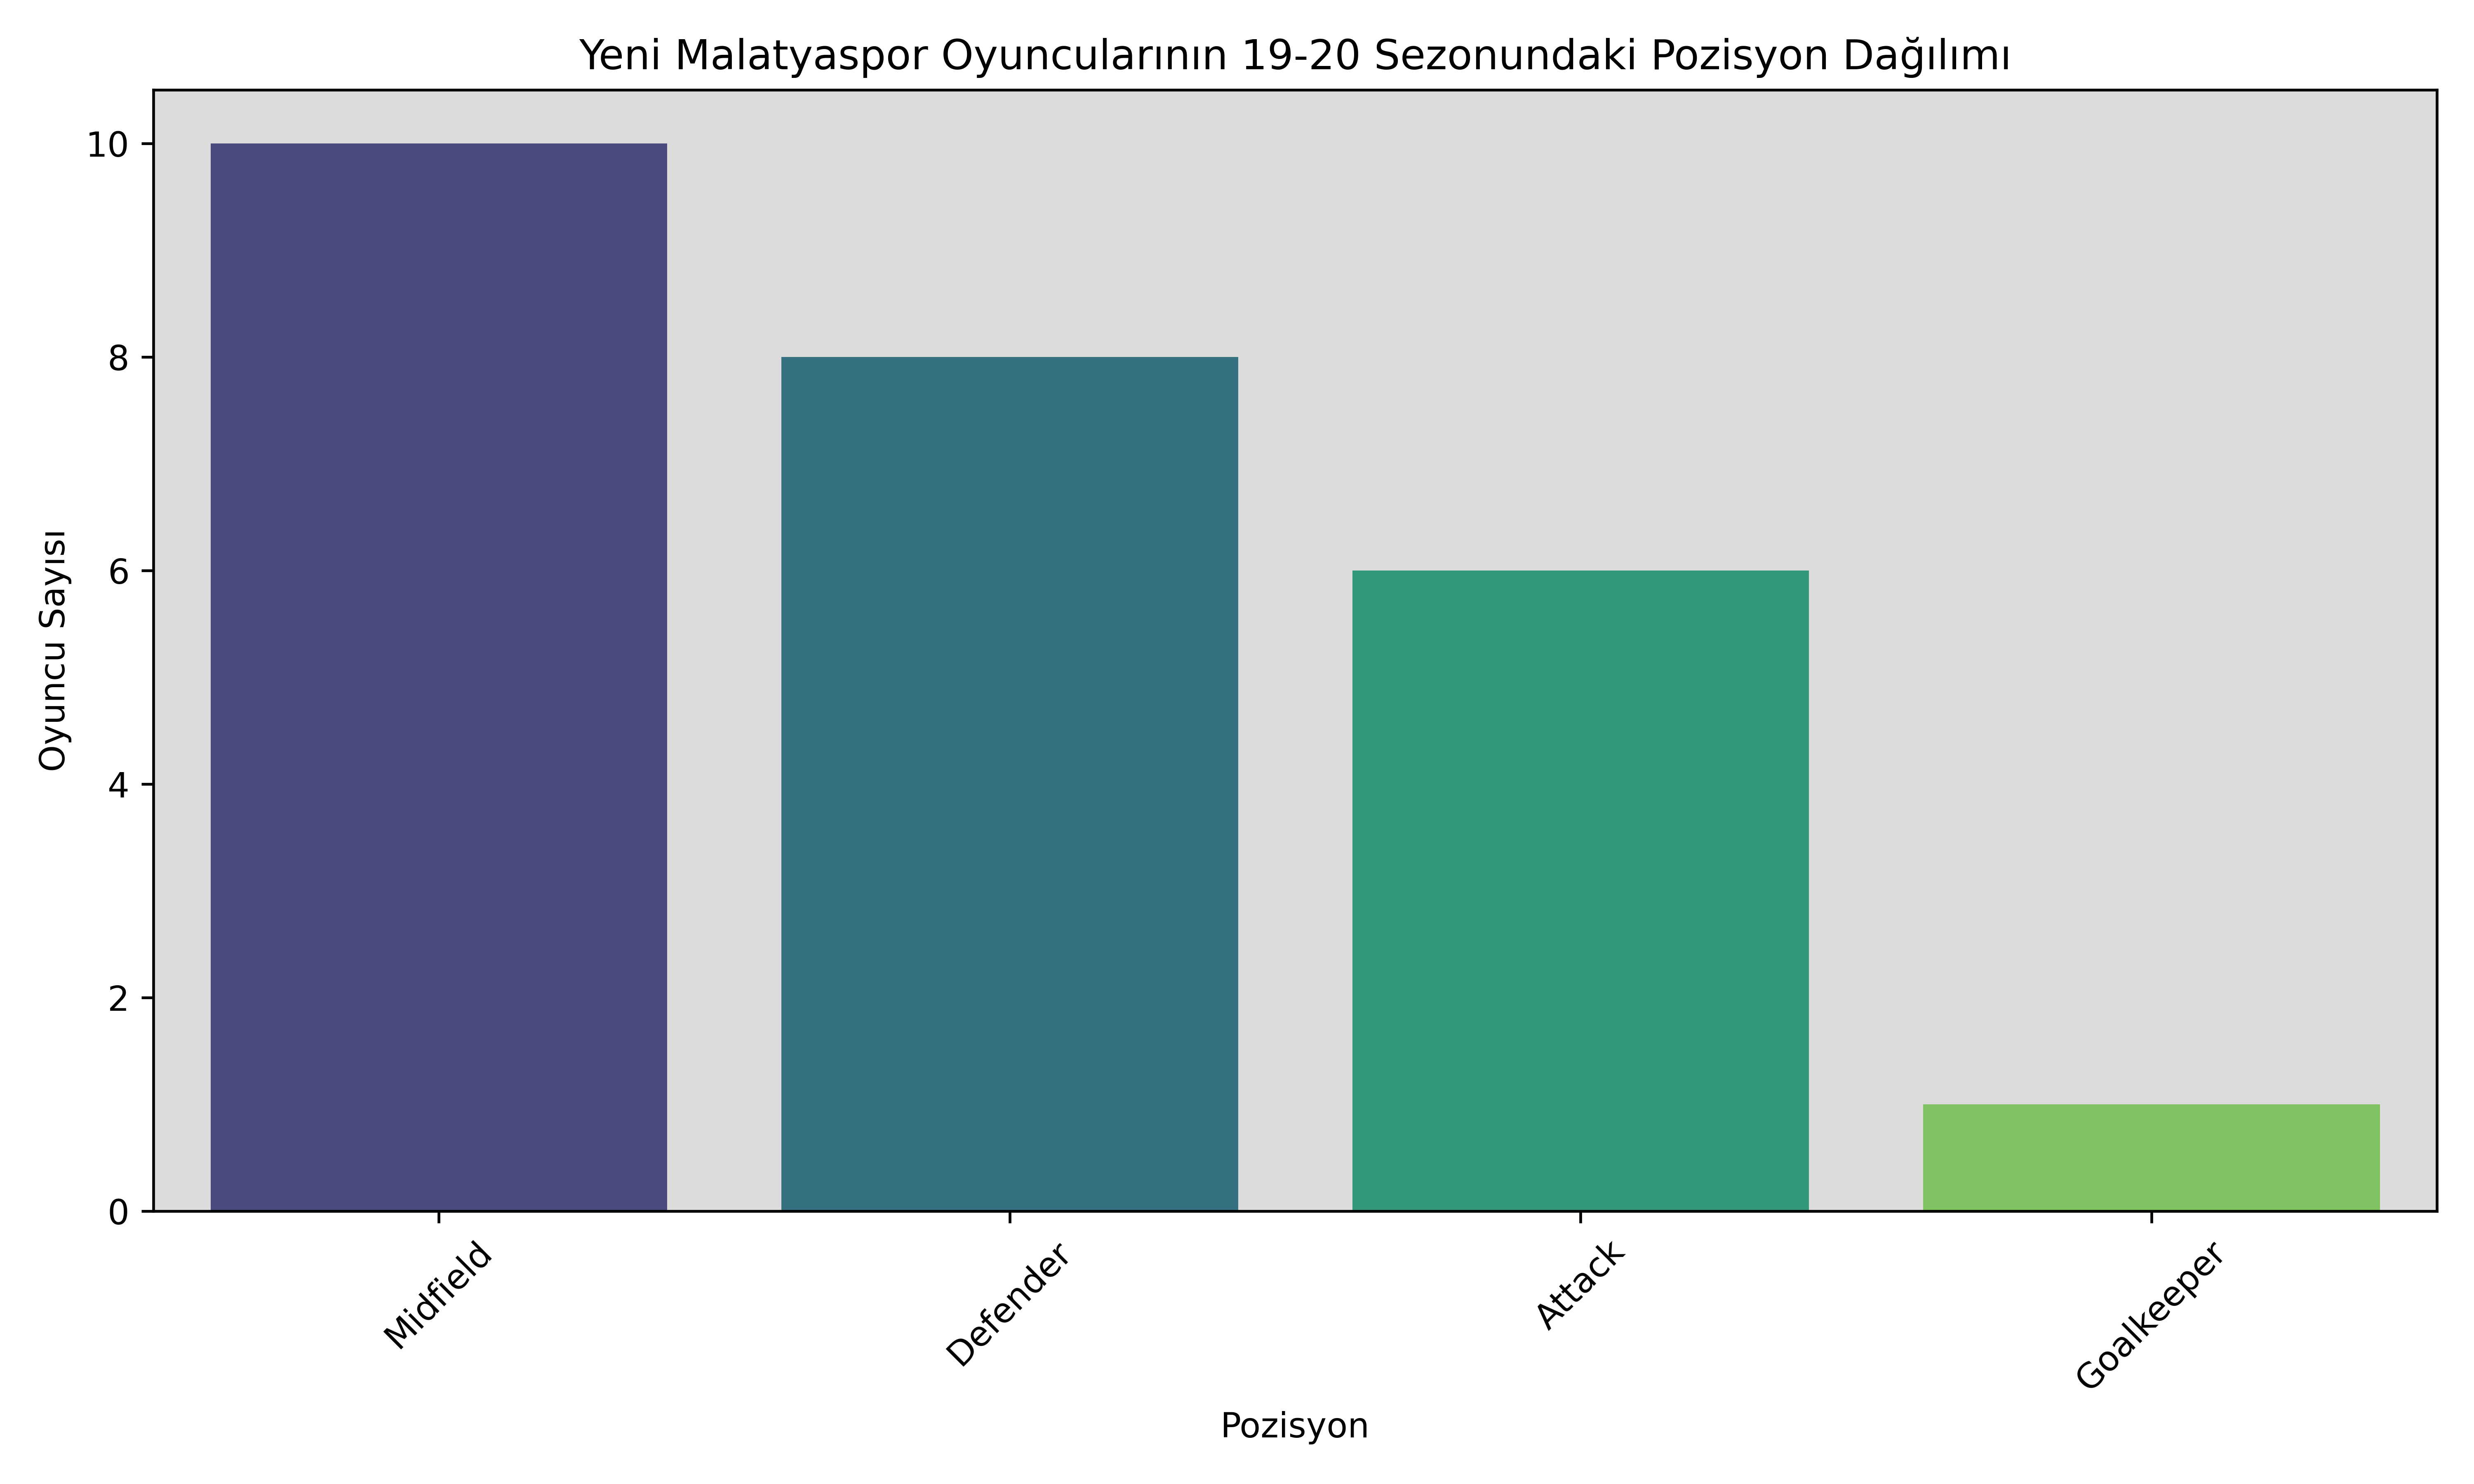 Yeni Malatyaspor Oyuncularının 19-20 Sezonundaki Pozisyon Dağılımı
Oyuncu Sayısı
10
8
6
4
2
0
Midfield
Defender
Attack
Goalkeeper
Pozisyon